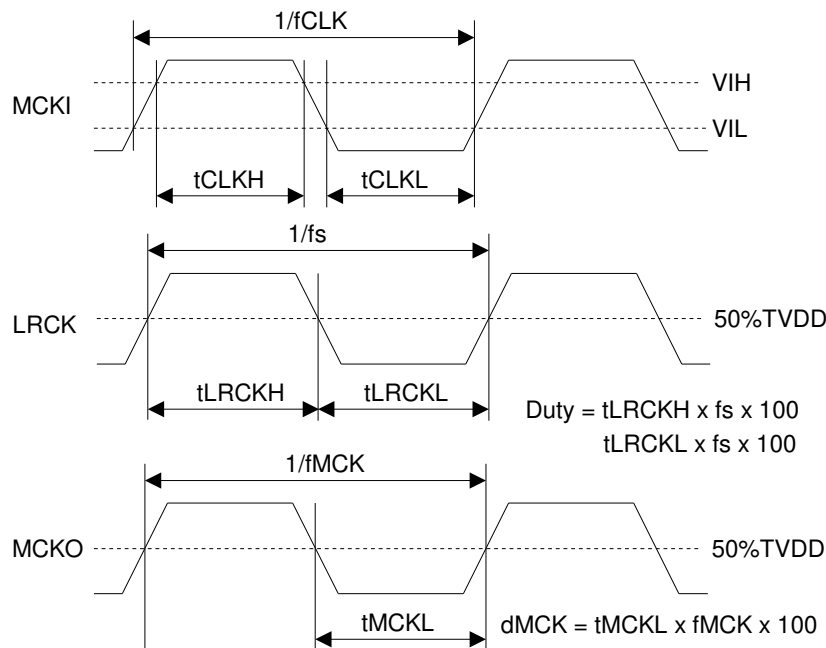 1/fCLK
VIH
MCKI
VIL
tCLKH
tCLKL
1/fs
LRCK
50%TVDD
tLRCKH
tLRCKL
Duty = tLRCKH x fs x 100
tLRCKL x fs x 100
1/fMCK
MCKO
50%TVDD
tMCKL
dMCK = tMCKL x fMCK x 100